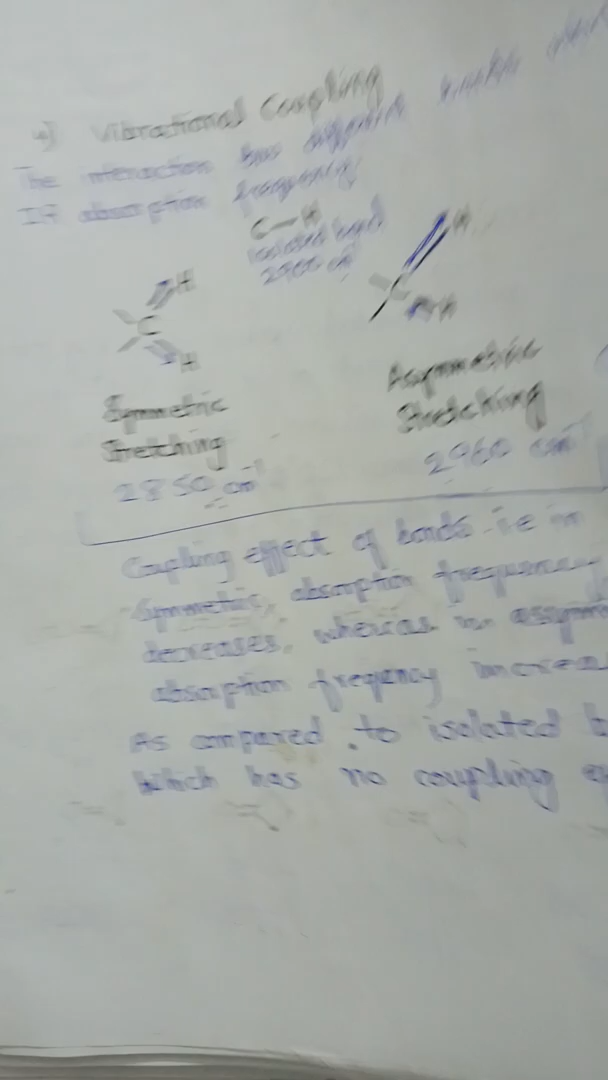 Vibrational Coupling
The interaction
IR absorption frequency
C-H
isolated
2900 cm
H
C
H
H
C
H
Symmetric
Stretching
2850 cm⁻¹
Asymmetric
Stretching
2960 cm⁻¹
Coupling effect of bonds i.e in
Symmetric, absorption frequency
decreases, whereas in
absorption freqency
As compared to isolated
which has no coupling